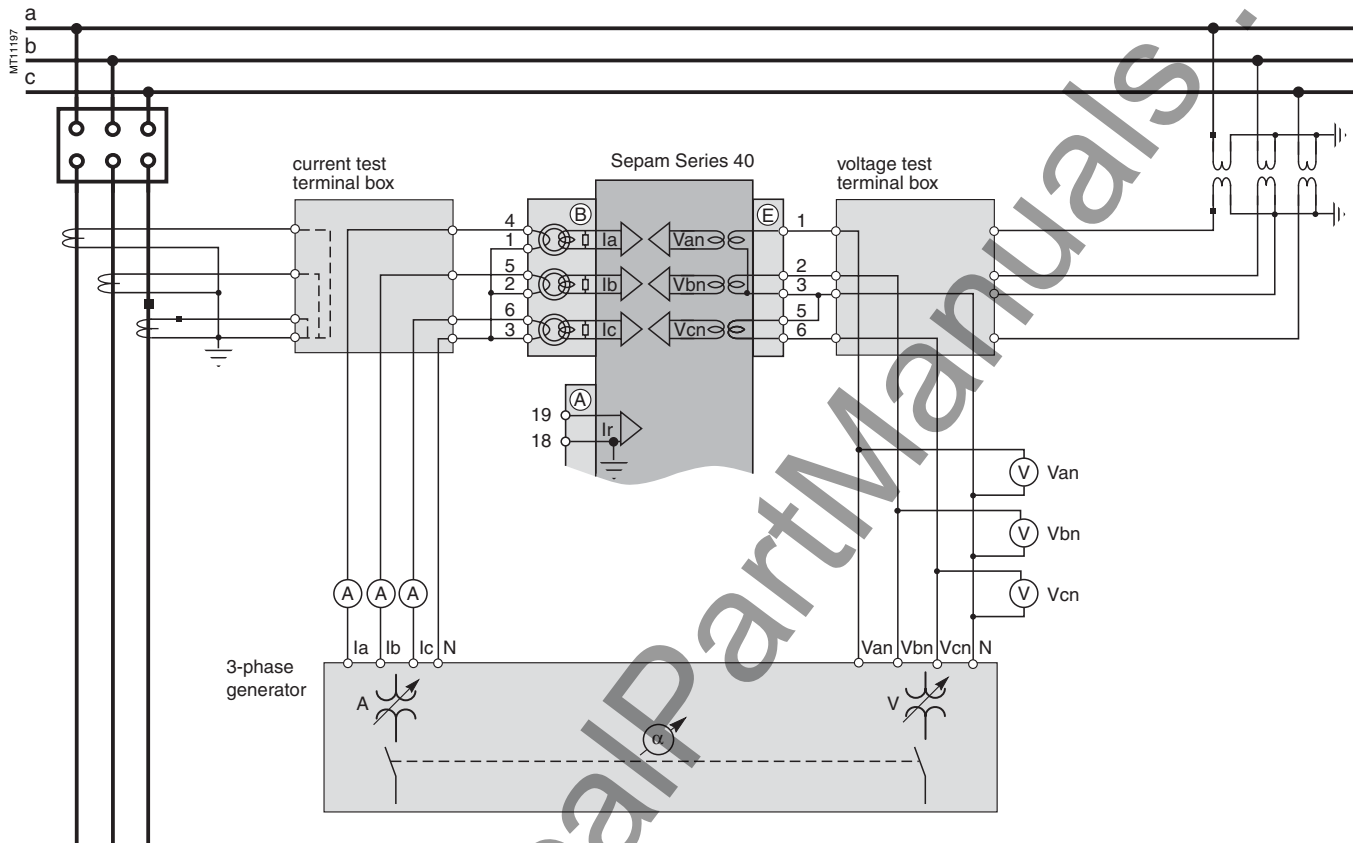 a
MT11197
b
c
current test
terminal box
Sepam Series 40
voltage test
terminal box
B
E
4
1
5
2
6
3
Ia
Ib
Ic
Van
Vbn
Vcn
1
2
3
5
6
A
19
18
Ir
V Van
V Vbn
V Vcn
A A A
Ia Ib Ic N
Van Vbn Vcn N
3-phase
generator
A
V
α
alPartManuals .